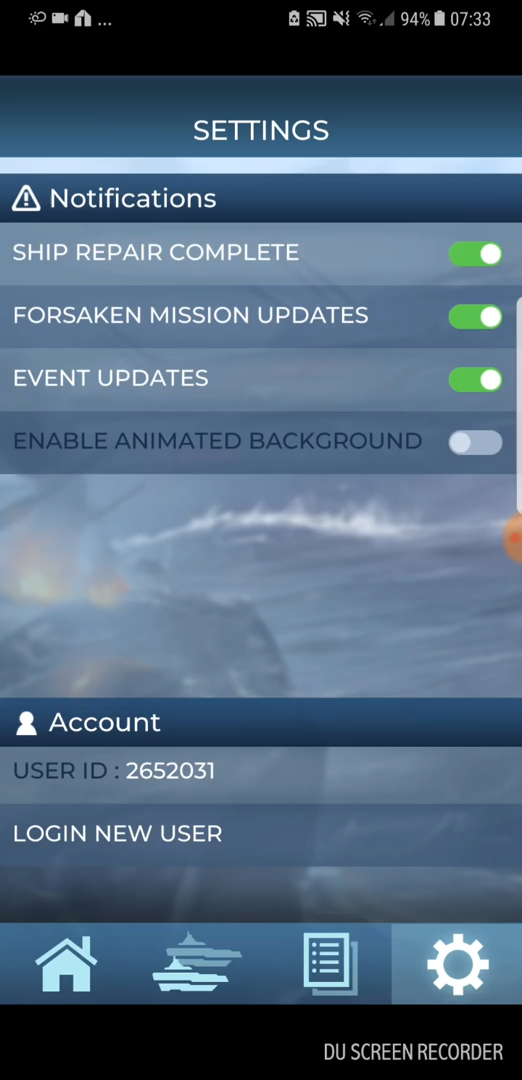 ... 94% 07:33
SETTINGS
Notifications
SHIP REPAIR COMPLETE
FORSAKEN MISSION UPDATES
EVENT UPDATES
ENABLE ANIMATED BACKGROUND
Account
USER ID : 2652031
LOGIN NEW USER
DU SCREEN RECORDER